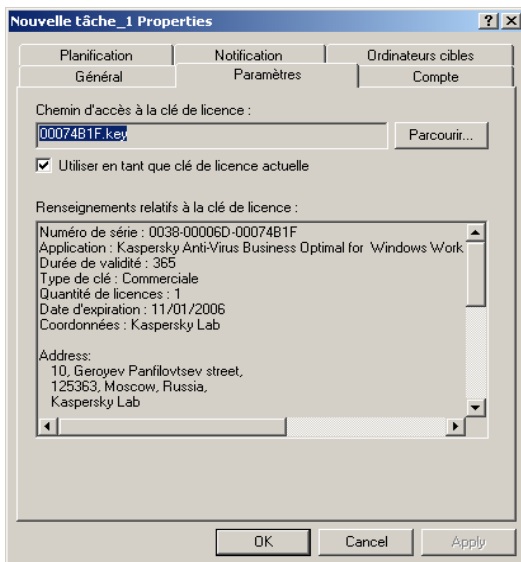 Nouvelle tâche_1 Properties
Planification
Notification
Ordinateurs cibles
Général
Paramètres
Compte
Chemin d'accès à la clé de licence :
00074B1F.key
Parcourir...
Utiliser en tant que clé de licence actuelle
Renseignements relatifs à la clé de licence :
Numéro de série : 0038-00006D-00074B1F
Application : Kaspersky Anti-Virus Business Optimal for Windows Work
Durée de validité : 365
Type de clé : Commerciale
Quantité de licences : 1
Date d'expiration : 11/01/2006
Coordonnées : Kaspersky Lab
Address:
10, Geroyev Panfilovtsev street,
125363, Moscow, Russia,
Kaspersky Lab
OK
Cancel
Apply